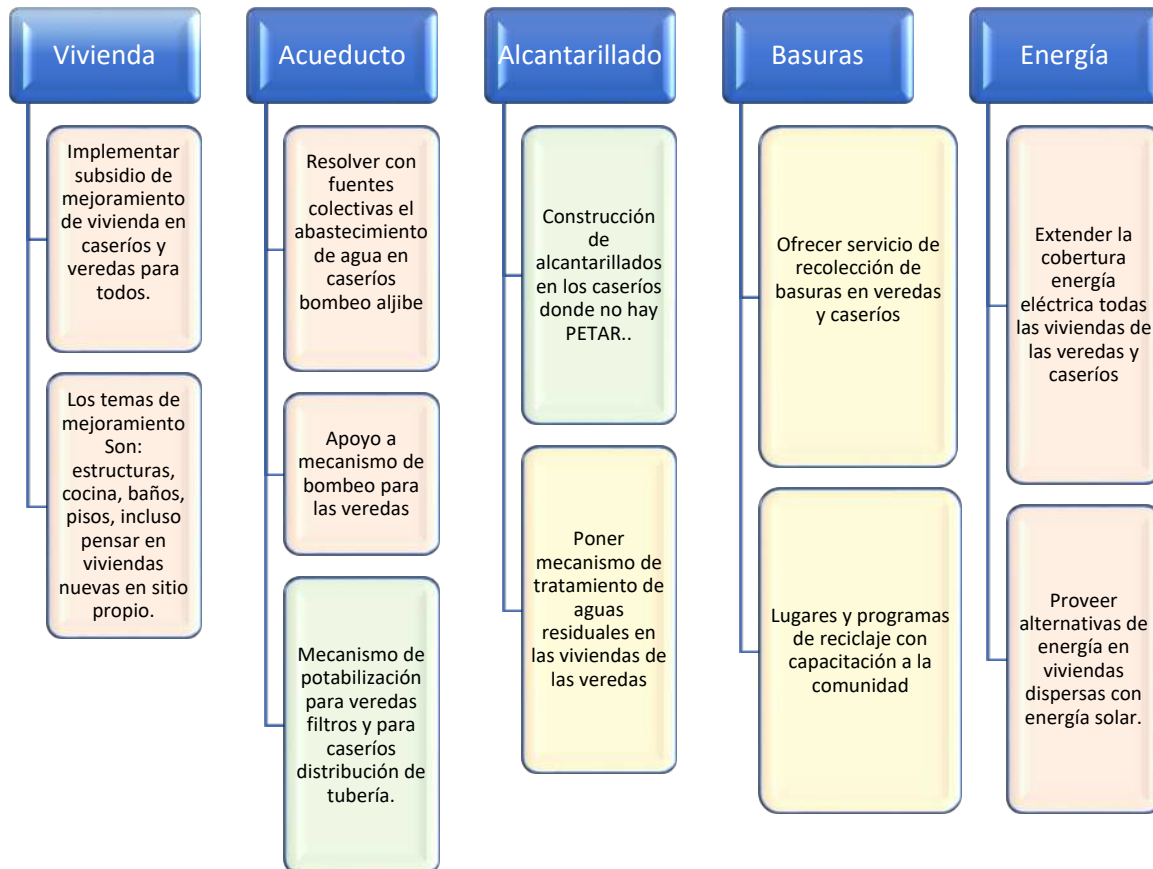 Vivienda
Implementar
subsidio de
mejoramiento
de vivienda en
caseríos y
veredas para
todos.
Los temas de
mejoramiento
Son:
estructuras,
cocina, baños,
pisos, incluso
pensar en
viviendas
nuevas en sitio
propio.
Acueducto
Resolver con
fuentes
colectivas el
abastecimiento
de agua en
caseríos
bombeo aljibe
Apoyo a
mecanismo de
bombeo para
las veredas
Mecanismo de
potabilización
para veredas
filtros y para
caseríos
distribución de
tubería.
Alcantarillado
Construcción
de
alcantarillados
en los caseríos
donde no hay
PETAR..
Poner
mecanismo de
tratamiento de
aguas
residuales en
las viviendas de
las veredas
Basuras
Ofrecer servicio de
recolección de
basuras en veredas
y caseríos
Lugares y programas
de reciclaje con
capacitación a la
comunidad
Energía
Extender la
cobertura
energía
eléctrica todas
las viviendas de
las veredas y
caseríos
Proveer
alternativas de
energía en
viviendas
dispersas con
energía solar.